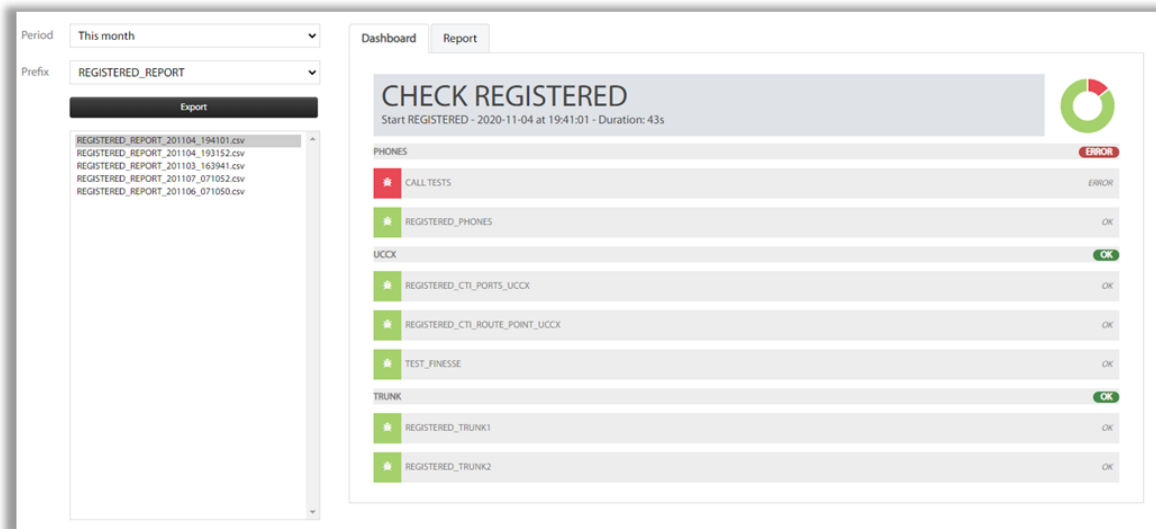 Period
This month
Prefix
REGISTERED_REPORT
Export
REGISTERED_REPORT_201104_194101.csv
REGISTERED_REPORT_201104_193152.csv
REGISTERED_REPORT_201103_163941.csv
REGISTERED_REPORT_201107_071052.csv
REGISTERED_REPORT_201106_071050.csv
Dashboard Report
CHECK REGISTERED
Start REGISTERED - 2020-11-04 at 19:41:01 - Duration: 43s
PHONES ERROR
CALL TESTS ERROR
REGISTERED_PHONES OK
UCCX OK
REGISTERED_CTI_PORTS_UCCX OK
REGISTERED_CTI_ROUTE_POINT_UCCX OK
TEST_FINESSE OK
TRUNK OK
REGISTERED_TRUNK1 OK
REGISTERED_TRUNK2 OK